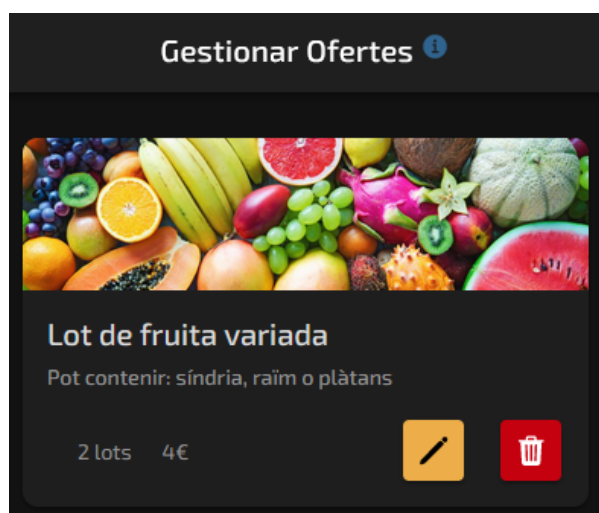 Gestionar Ofertes
Lot de fruita variada
Pot contenir: síndria, raïm o plàtans
2 lots 4€